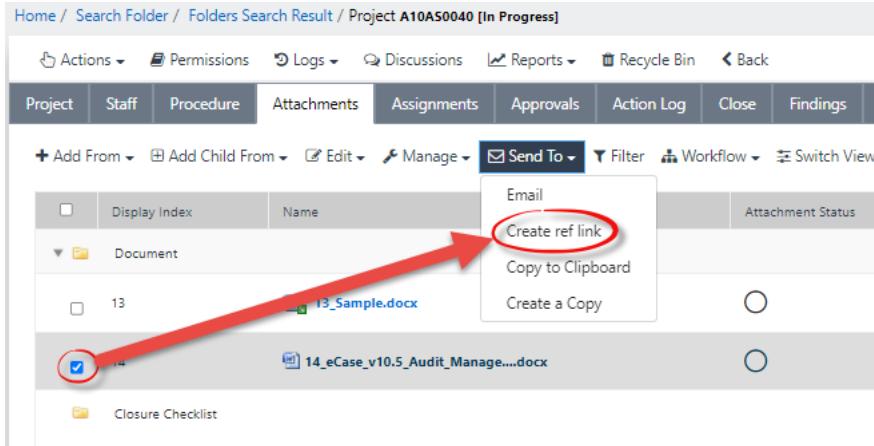 Home / Search Folder / Folders Search Result / Project A10AS0040 [In Progress]
Actions Permissions Logs Discussions Reports Recycle Bin Back
Project Staff Procedure Attachments Assignments Approvals Action Log Close Findings
Add From Add Child From Edit Manage Send To Filter Workflow Switch View
Email
Display Index Name Attachment Status
Create ref link
Document
Copy to Clipboard
13 13_Sample.docx Create a Copy
14 14_eCase_v10.5_Audit_Manage....docx
Closure Checklist